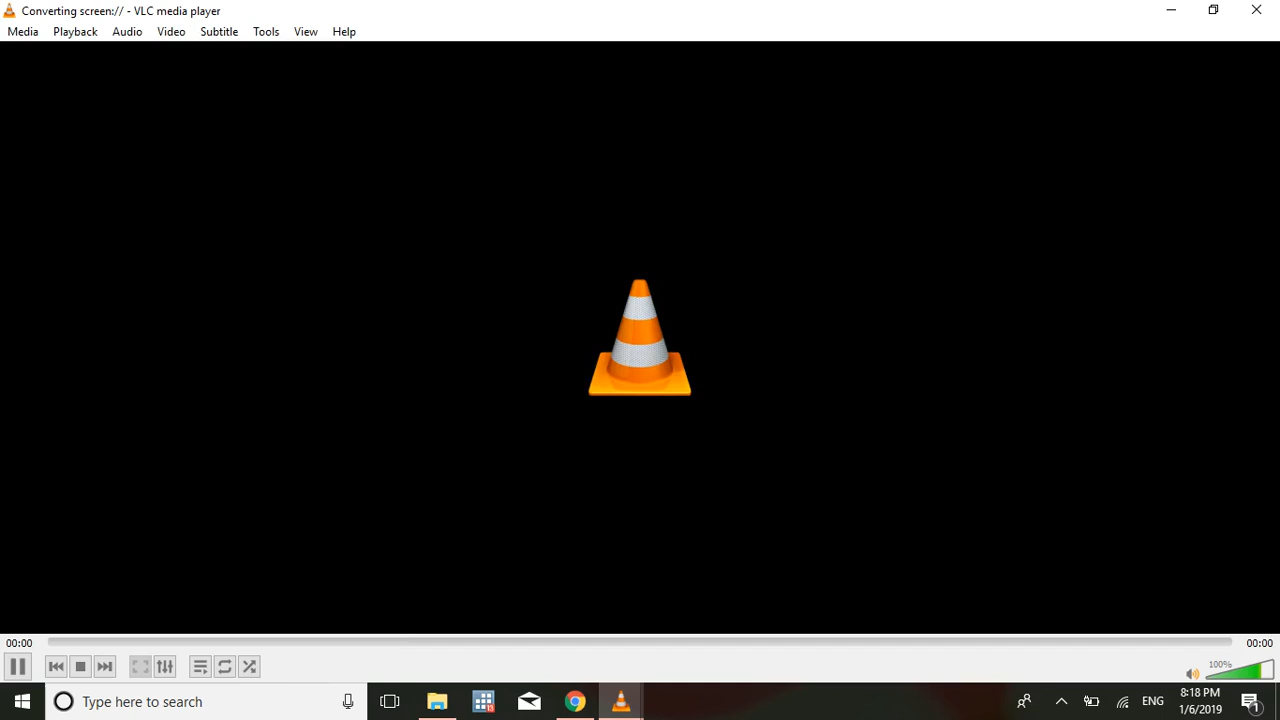 Converting screen:// - VLC media player
Media Playback Audio Video Subtitle Tools View Help
00:00 00:00
100%
Type here to search
ENG
8:18 PM
1/6/2019
1